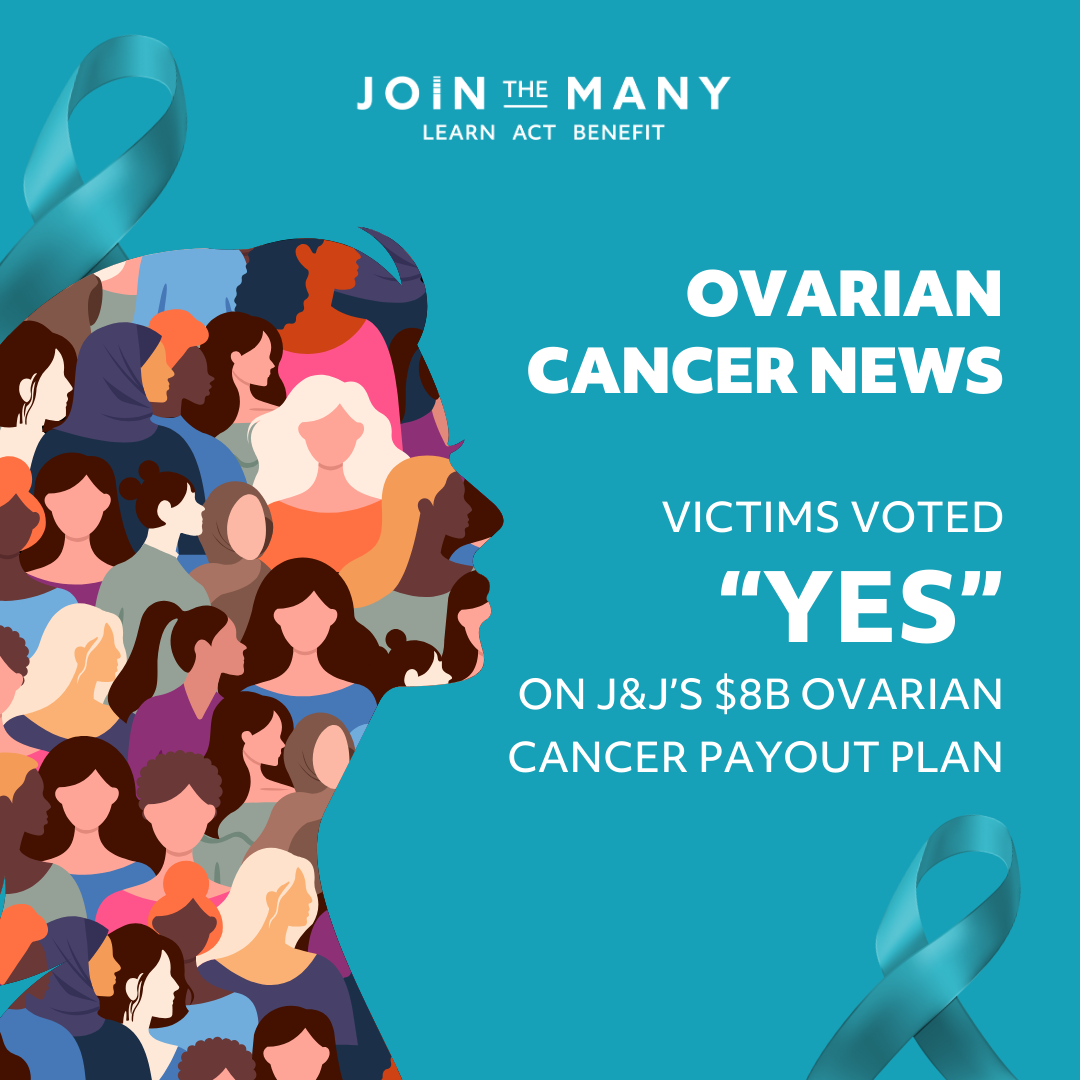 JOIN THE MANY
LEARN ACT BENEFIT
OVARIAN
CANCER NEWS
VICTIMS VOTED
“YES”
ON J&J’S $8B OVARIAN
CANCER PAYOUT PLAN